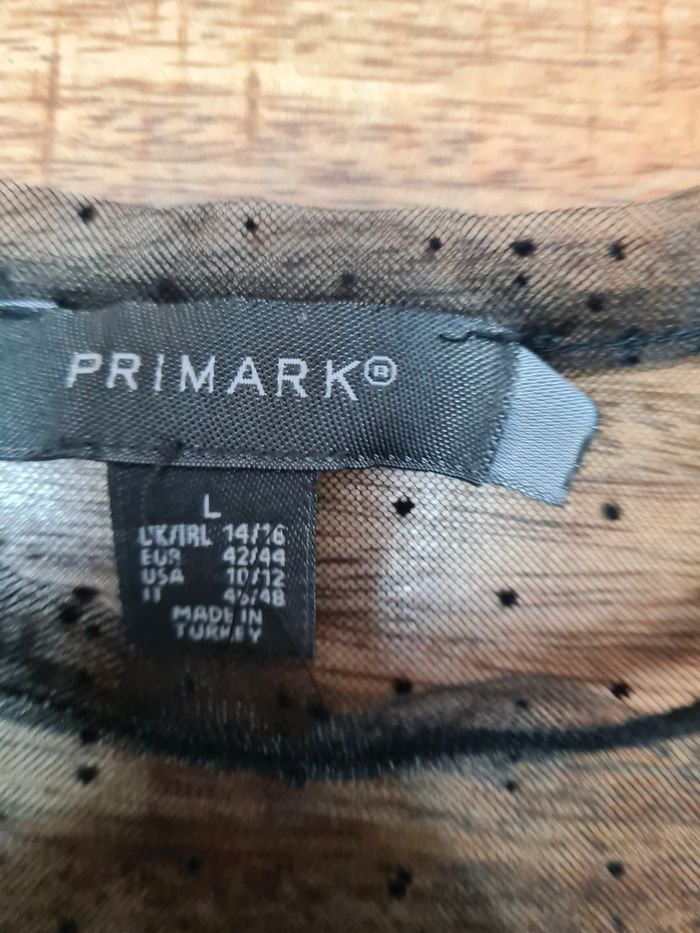 PRIMARK®
L
UK/IRL 14/16
EUR 42/44
USA 10/12
IT 46/48
MADE IN
TURKEY